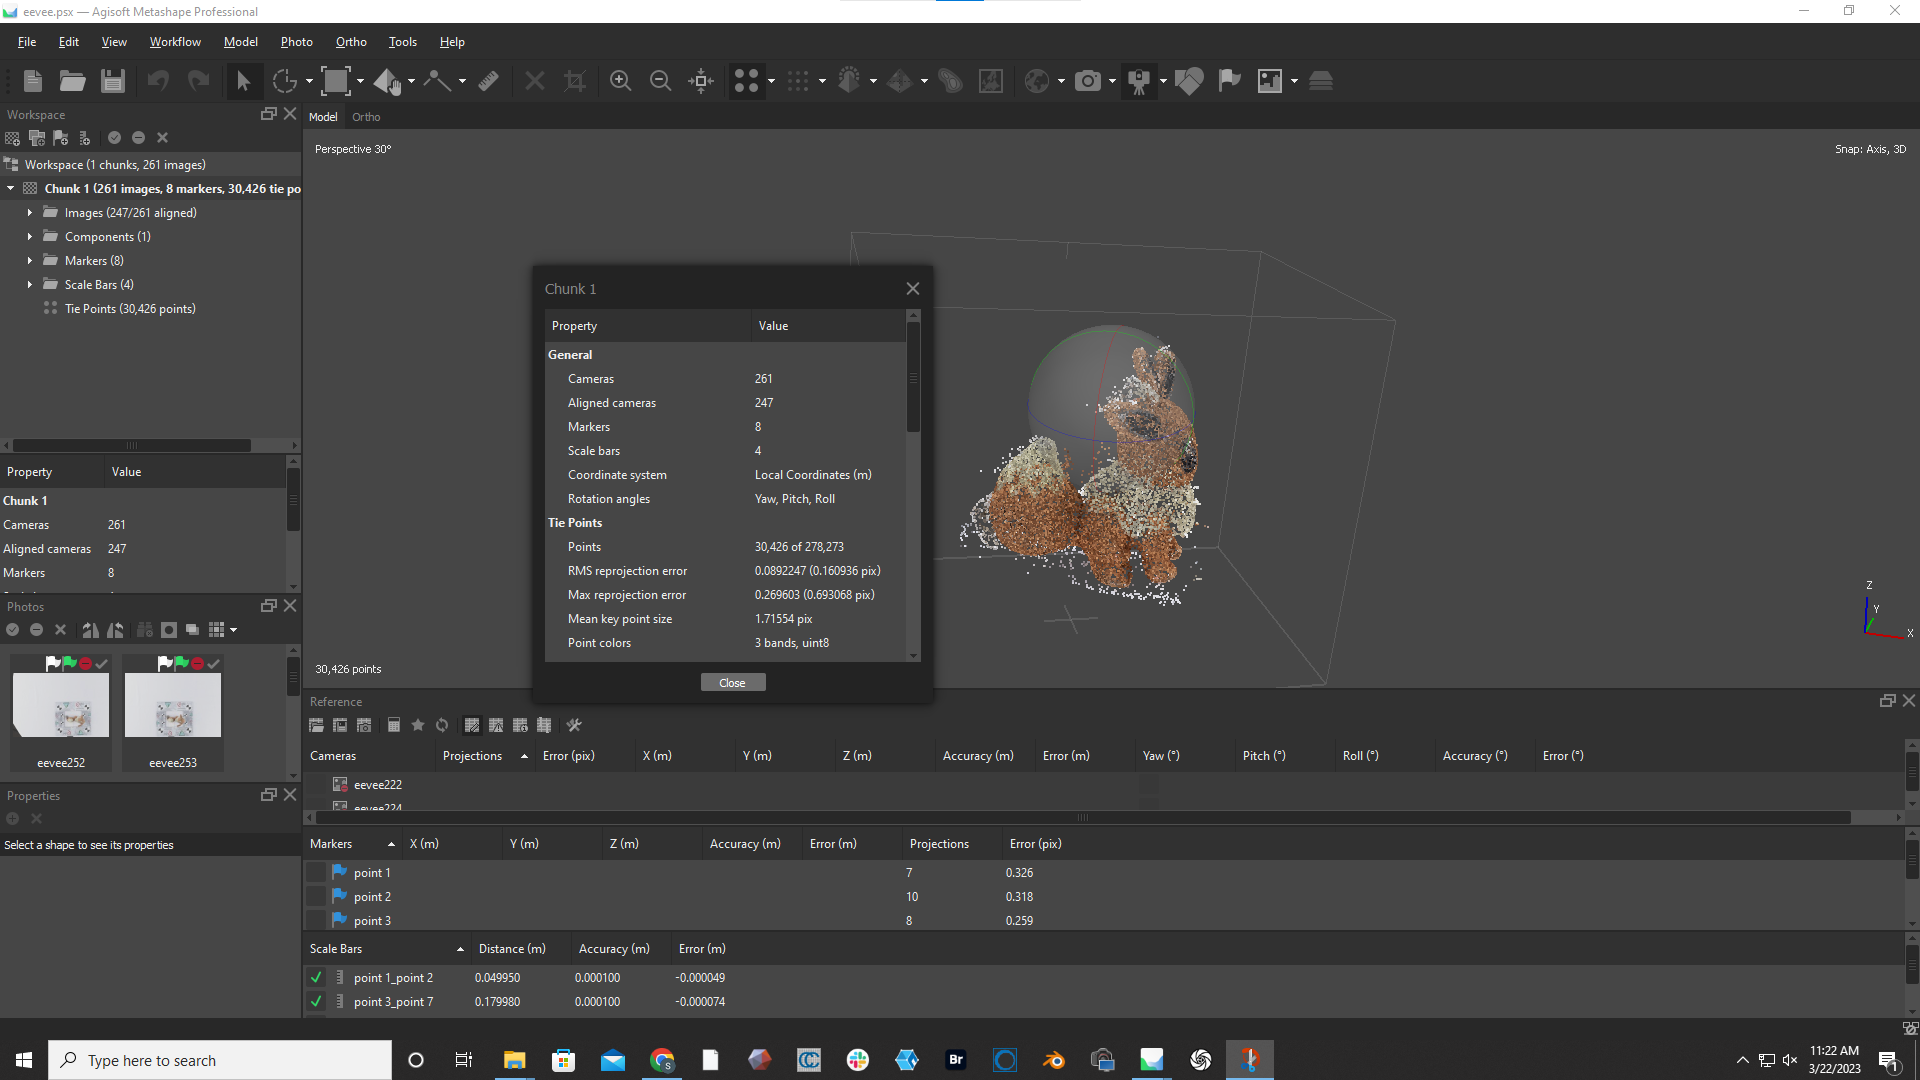 eevee.psx — Agisoft Metashape Professional
File Edit View Workflow Model Photo Ortho Tools Help
Workspace
Workspace (1 chunks, 261 images)
Chunk 1 (261 images, 8 markers, 30,426 tie po
Images (247/261 aligned)
Components (1)
Markers (8)
Scale Bars (4)
Tie Points (30,426 points)
Property Value
Chunk 1
Cameras 261
Aligned cameras 247
Markers 8
Photos
eevee252 eevee253
Properties
Select a shape to see its properties
Model Ortho
Perspective 30°
Snap: Axis, 3D
Chunk 1
Property Value
General
Cameras 261
Aligned cameras 247
Markers 8
Scale bars 4
Coordinate system Local Coordinates (m)
Rotation angles Yaw, Pitch, Roll
Tie Points
Points 30,426 of 278,273
RMS reprojection error 0.0892247 (0.160936 pix)
Max reprojection error 0.269603 (0.693068 pix)
Mean key point size 1.71554 pix
Point colors 3 bands, uint8
Close
Z
Y
X
30,426 points
Reference
Cameras Projections Error (pix) X (m) Y (m) Z (m) Accuracy (m) Error (m) Yaw (°) Pitch (°) Roll (°) Accuracy (°) Error (°)
eevee222
eevee224
Markers X (m) Y (m) Z (m) Accuracy (m) Error (m) Projections Error (pix)
point 1 7 0.326
point 2 10 0.318
point 3 8 0.259
Scale Bars Distance (m) Accuracy (m) Error (m)
point 1_point 2 0.049950 0.000100 -0.000049
point 3_point 7 0.179980 0.000100 -0.000074
Type here to search
S
Br
11:22 AM
3/22/2023
1